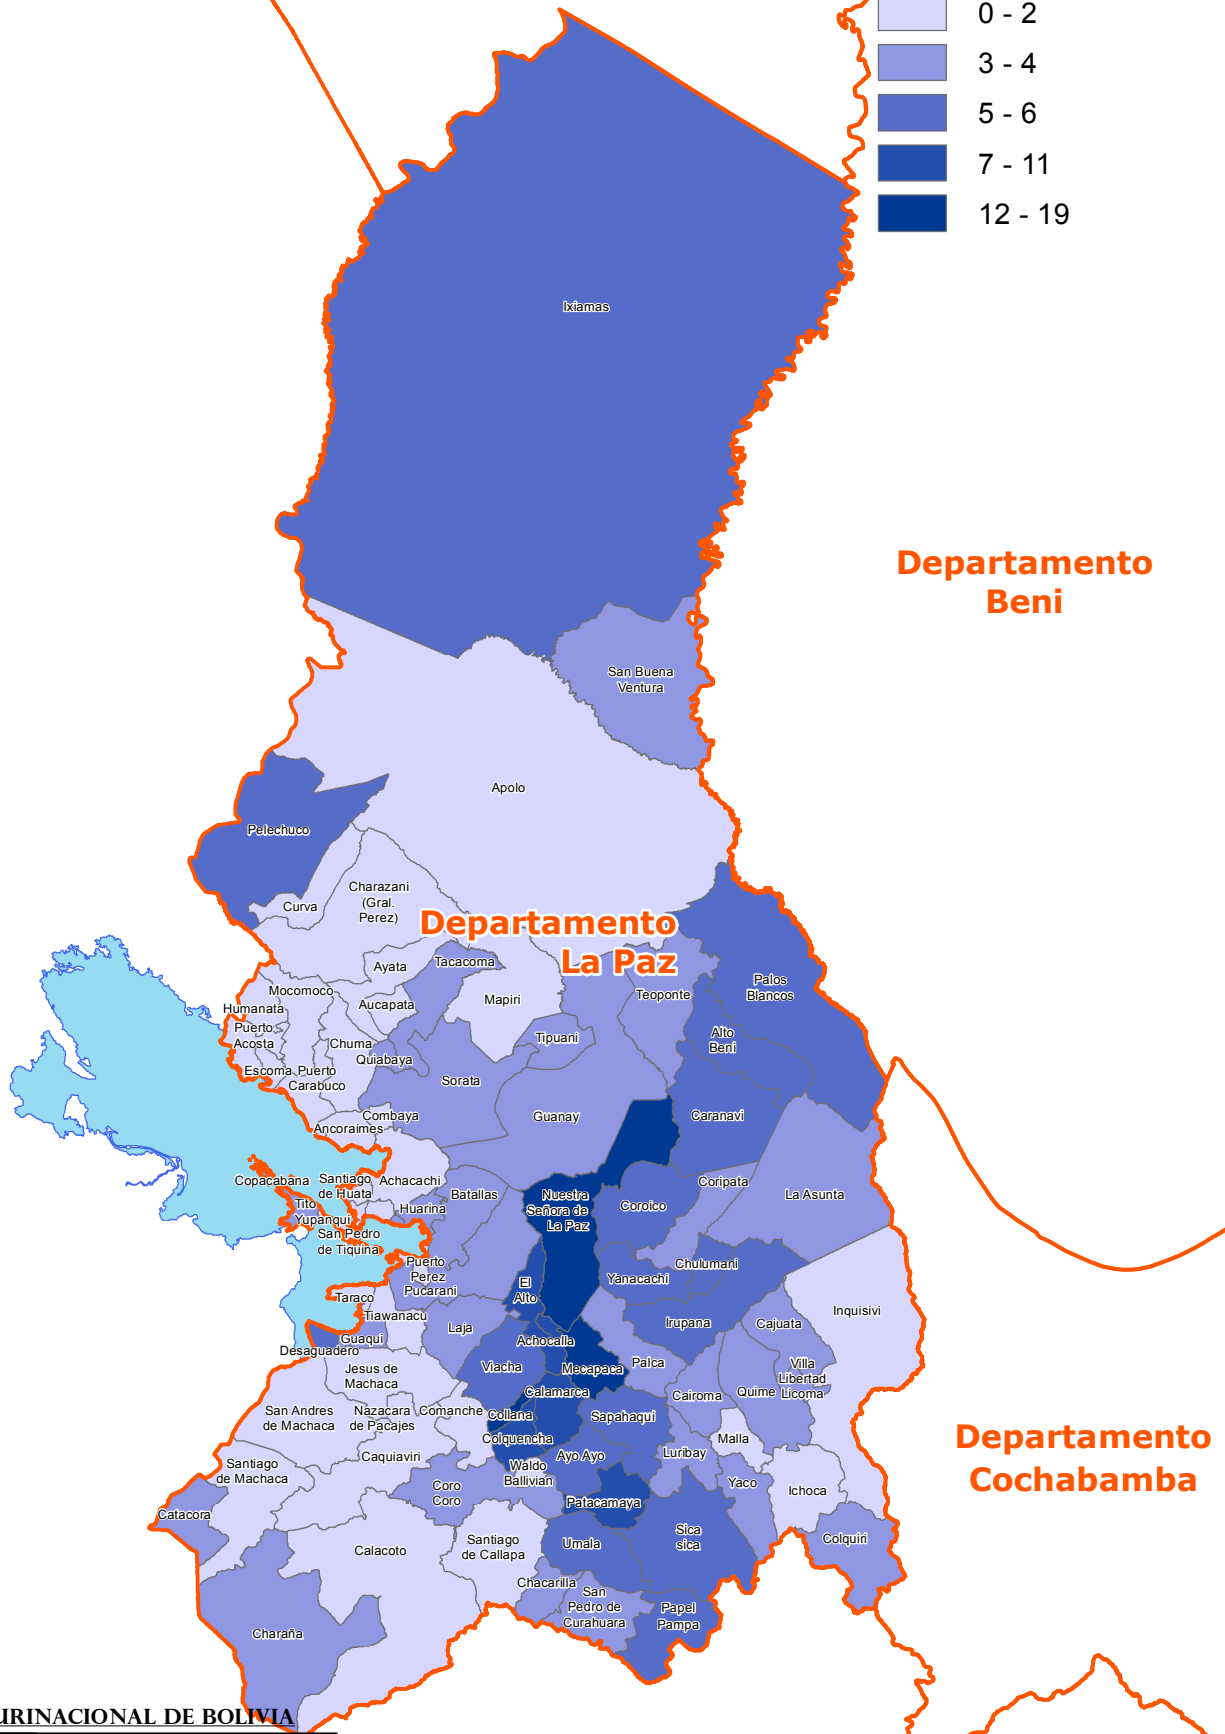 0 - 2
3 - 4
5 - 6
7 - 11
12 - 19
Ixiamas
Departamento
Beni
San Buena
Ventura
Apolo
Pelechuco
Charazani
(Gral.
Perez)
Curva
Departamento
La Paz
Ayata
Tacacoma
Palos
Blancos
Mocomoco
Mapiri
Teoponte
Humanata
Aucapata
Puerto
Acosta
Chuma
Tipuani
Alto
Beni
Quiabaya
Escoma
Puerto
Carabuco
Sorata
Combaya
Guanay
Caranavi
Ancoraimes
Copacabana
Santiago
de Huata
Achacachi
Coripata
Batallas
Nuestra
Señora de
La Paz
La Asunta
Tito
Yupanqui
Huarina
Coroico
San Pedro
de Tiquina
Puerto
Perez
Chulumani
Yanacachi
Pucarani
El
Alto
Taraco
Tiawanacu
Inquisivi
Laja
Irupana
Cajuata
Guaqui
Achocalla
Desaguadero
Jesus de
Machaca
Viacha
Mecapaca
Palca
Villa
Libertad
Licoma
Calamarca
Cairoma
Quime
San Andres
de Machaca
Nazacara
de Pacajes
Comanche
Collana
Sapahaqui
Colquencha
Malla
Departamento
Cochabamba
Caquiaviri
Ayo Ayo
Luribay
Santiago
de Machaca
Waldo
Ballivian
Coro
Coro
Yaco
Ichoca
Patacamaya
Catacora
Sica
sica
Colquiri
Calacoto
Santiago
de Callapa
Umala
Chacarilla
San
Pedro de
Curahuara
Papel
Pampa
Charaña
URINACIONAL DE BOLIVIA